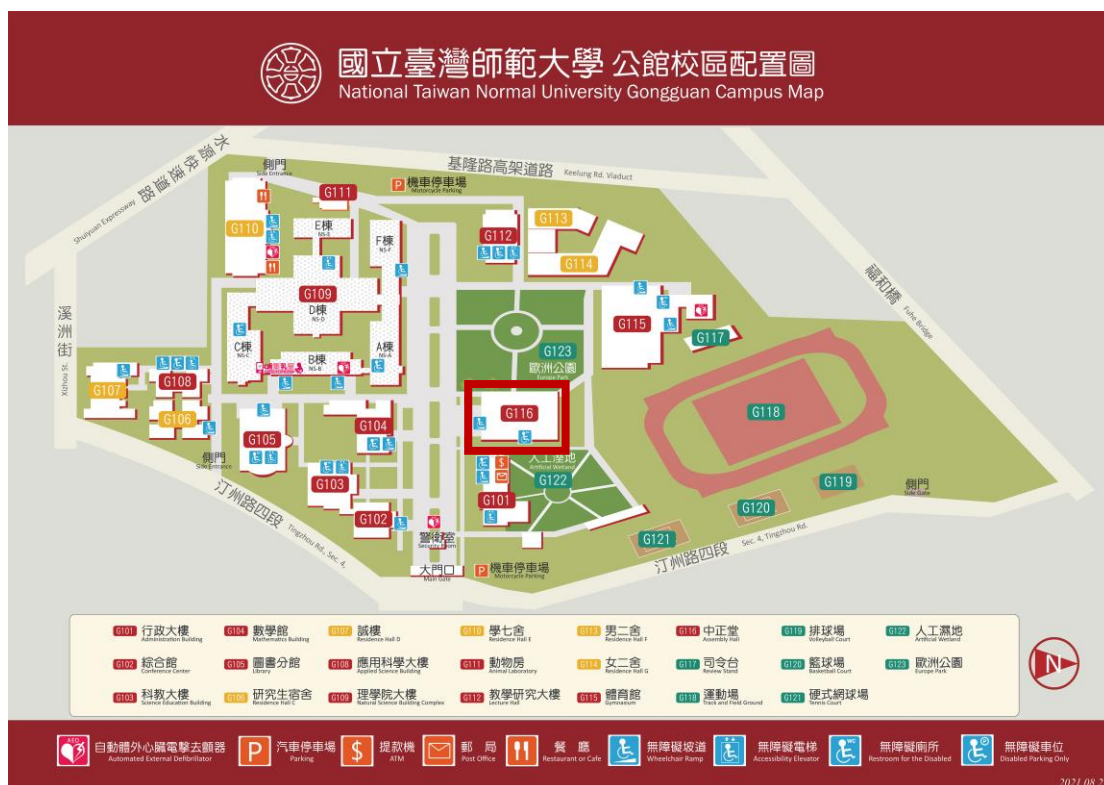 國立臺灣師範大學 公館校區配置圖
National Taiwan Normal University Gongguan Campus Map
水源快速道路
Shuiyuan Expressway
側門
Side Entrance
基隆路高架道路
Keelung Rd. Viaduct
P 機車停車場
Motorcycle Parking
G111
G110
E棟
NS-E
F棟
NS-F
G112
G113
G114
福和橋
Fuhe Bridge
溪洲街
Xizhou St.
G109
D棟
NS-D
C棟
NS-C
B棟
NS-B
A棟
NS-A
G115
G117
G123
歐洲公園
Europe Park
G107
G108
G106
G105
G104
G116
G118
人工溼地
Artificial Wetland
G122
側門
Side Entrance
G103
G101
G102
G119
G120
G121
側門
Side Gate
汀州路四段
Tingzhou Rd., Sec. 4,
警衛室
Security Room
大門口
Main Gate
P 機車停車場
Motorcycle Parking
汀州路四段
Sec. 4, Tingzhou Rd.
G101 行政大樓 G104 數學館 G107 誠樓 G110 學七舍 G113 男二舍 G116 中正堂 G119 排球場 G122 人工濕地
Administration Building Mathematics Building Residence Hall D Residence Hall E Residence Hall F Assembly Hall Volleyball Court Artificial Wetland
G102 綜合館 G105 圖書分館 G108 應用科學大樓 G111 動物房 G114 女二舍 G117 司令台 G120 籃球場 G123 歐洲公園
Conference Center Library Applied Science Building Animal Laboratory Residence Hall G Review Stand Basketball Court Europe Park
G103 科教大樓 G106 研究生宿舍 G109 理學院大樓 G112 教學研究大樓 G115 體育館 G118 運動場 G121 硬式網球場
Science Education Building Residence Hall C Natural Science Building Complex Lecture Hall Gymnasium Track and Field Ground Tennis Court
N
AED 自動體外心臟電擊去顫器 P 汽車停車場 $ 提款機 郵局 餐廳 無障礙坡道 無障礙電梯 無障礙廁所 無障礙車位
Automated External Defibrillator Parking ATM Post Office Restaurant or Cafe Wheelchair Ramp Accessibility Elevator Restroom for the Disabled Disabled Parking Only